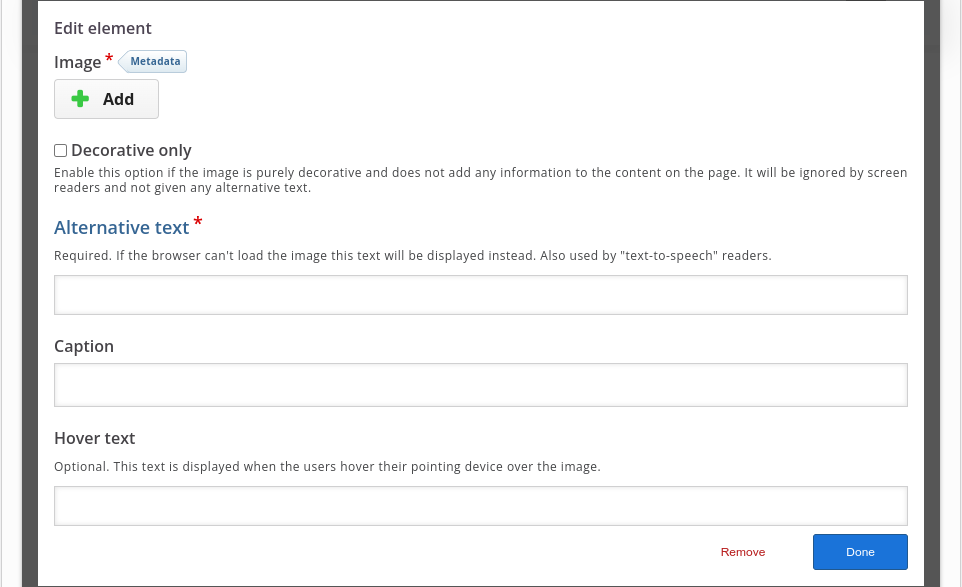 Edit element
Image *
Metadata
Add
Decorative only
Enable this option if the image is purely decorative and does not add any information to the content on the page. It will be ignored by screen
readers and not given any alternative text.
Alternative text *
Required. If the browser can't load the image this text will be displayed instead. Also used by "text-to-speech" readers.
Caption
Hover text
Optional. This text is displayed when the users hover their pointing device over the image.
Remove
Done